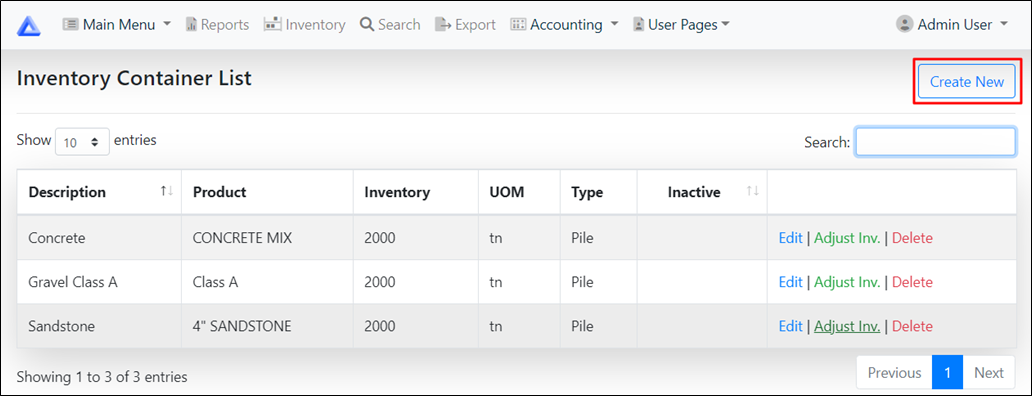 Main Menu Reports Inventory Search Export Accounting User Pages Admin User
Inventory Container List Create New
Show 10 entries Search:
Description Product Inventory UOM Type Inactive
Concrete CONCRETE MIX 2000 tn Pile Edit | Adjust Inv. | Delete
Gravel Class A Class A 2000 tn Pile Edit | Adjust Inv. | Delete
Sandstone 4" SANDSTONE 2000 tn Pile Edit | Adjust Inv. | Delete
Showing 1 to 3 of 3 entries Previous 1 Next